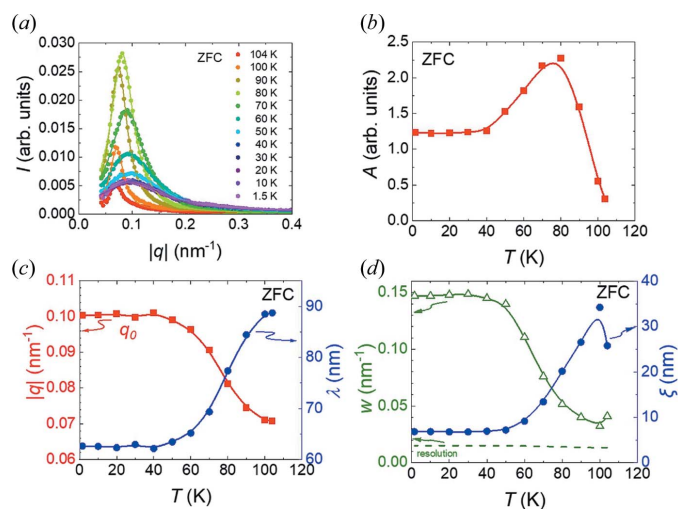 (a)
ZFC
104 K
100 K
90 K
80 K
70 K
60 K
50 K
40 K
30 K
20 K
10 K
1.5 K
0.030
0.025
0.020
0.015
0.010
0.005
0.000
I (arb. units)
0.0 0.1 0.2 0.3 0.4
|q| (nm⁻¹)
(b)
ZFC
2.5
2.0
1.5
1.0
0.5
0.0
A (arb. units)
0 20 40 60 80 100 120
T (K)
(c)
ZFC
0.10
0.10
0.09
0.08
0.07
0.06
|q| (nm⁻¹)
q₀
90
80
70
60
λ (nm)
0 20 40 60 80 100 120
T (K)
(d)
ZFC
0.15
0.10
0.05
0.00
w (nm⁻¹)
resolution
40
30
20
10
0
ξ (nm)
0 20 40 60 80 100 120
T (K)